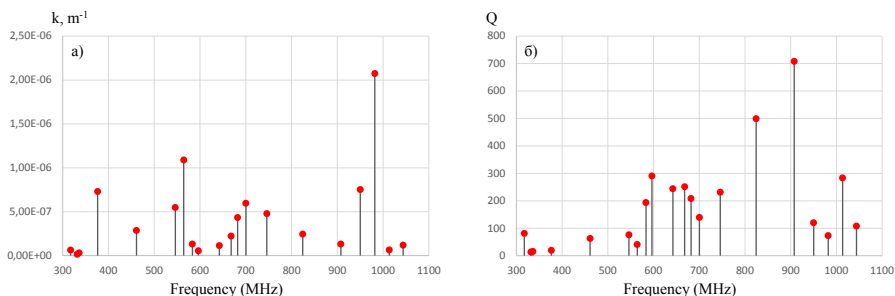 k, m⁻¹
а)
2,50E-06
2,00E-06
1,50E-06
1,00E-06
5,00E-07
0,00E+00
300 400 500 600 700 800 900 1000 1100
Frequency (MHz)
Q
б)
800
700
600
500
400
300
200
100
0
300 400 500 600 700 800 900 1000 1100
Frequency (MHz)